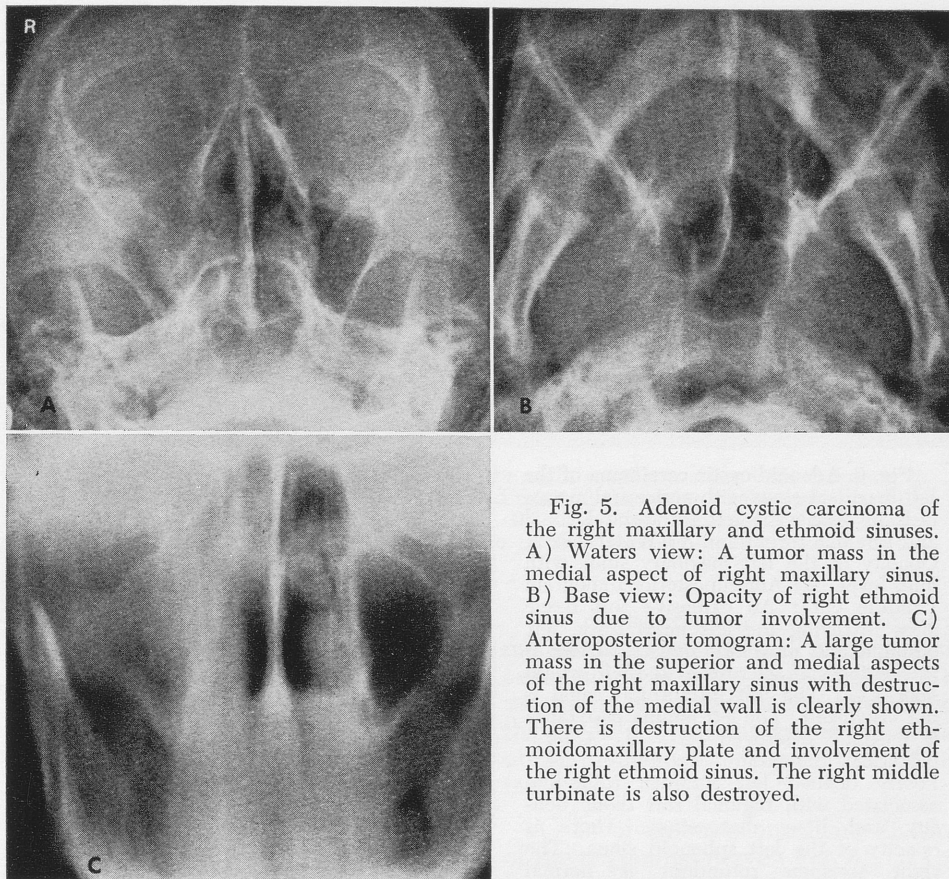 R
A
B
C
Fig. 5. Adenoid cystic carcinoma of
the right maxillary and ethmoid sinuses.
A) Waters view: A tumor mass in the
medial aspect of right maxillary sinus.
B) Base view: Opacity of right ethmoid
sinus due to tumor involvement. C)
Anteroposterior tomogram: A large tumor
mass in the superior and medial aspects
of the right maxillary sinus with destruc-
tion of the medial wall is clearly shown.
There is destruction of the right eth-
moidomaxillary plate and involvement of
the right ethmoid sinus. The right middle
turbinate is also destroyed.